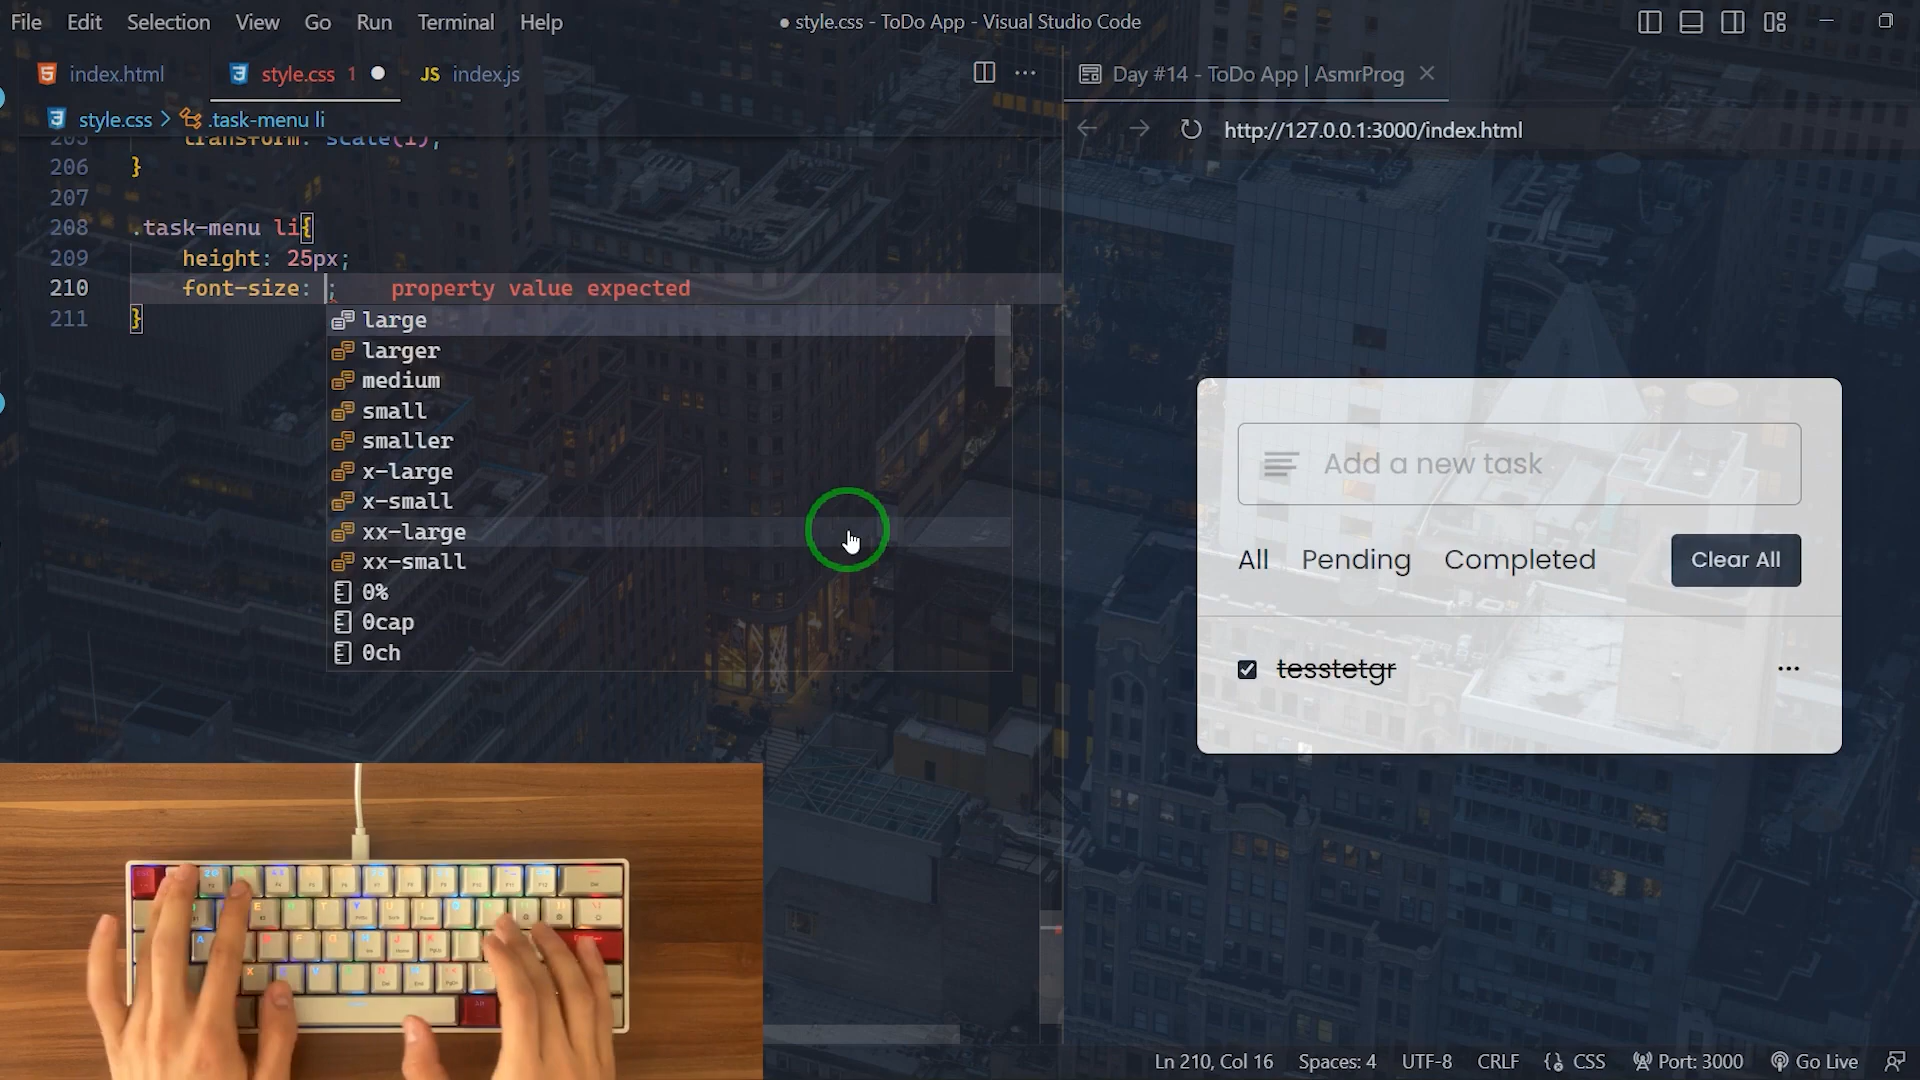 File Edit Selection View Go Run Terminal Help
● style.css - ToDo App - Visual Studio Code
index.html
style.css 1 ●
JS index.js
Day #14 - ToDo App | AsmrProg
style.css > .task-menu li
http://127.0.0.1:3000/index.html
205 transform: scale(1);
206 }
207
208 .task-menu li{
209 height: 25px;
210 font-size: ; property value expected
211 }
large
larger
medium
small
smaller
x-large
x-small
xx-large
xx-small
0%
0cap
0ch
Add a new task
All Pending Completed Clear All
tesstetgr
Ln 210, Col 16 Spaces: 4 UTF-8 CRLF {} CSS Port: 3000 Go Live